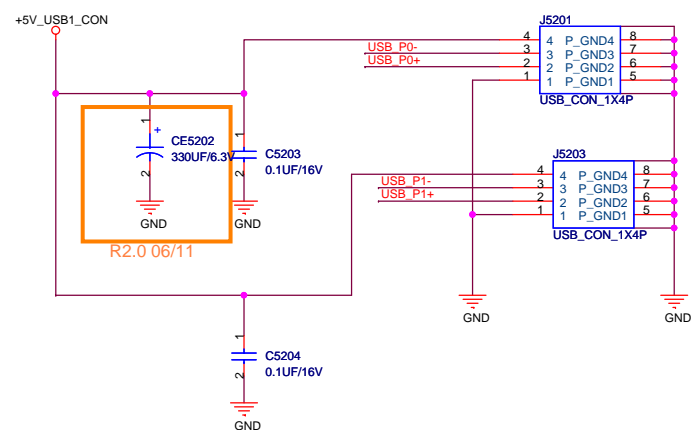 +5V_USB1_CON
J5201
4 4 P_GND4 8
USB_P0- 3 3 P_GND3 7
USB_P0+ 2 2 P_GND2 6
1 1 P_GND1 5
USB_CON_1X4P
1
+
CE5202
330UF/6.3V
2
GND
1
C5203
0.1UF/16V
2
GND
R2.0 06/11
J5203
4 4 P_GND4 8
USB_P1- 3 3 P_GND3 7
USB_P1+ 2 2 P_GND2 6
1 1 P_GND1 5
USB_CON_1X4P
GND
GND
1
C5204
0.1UF/16V
2
GND